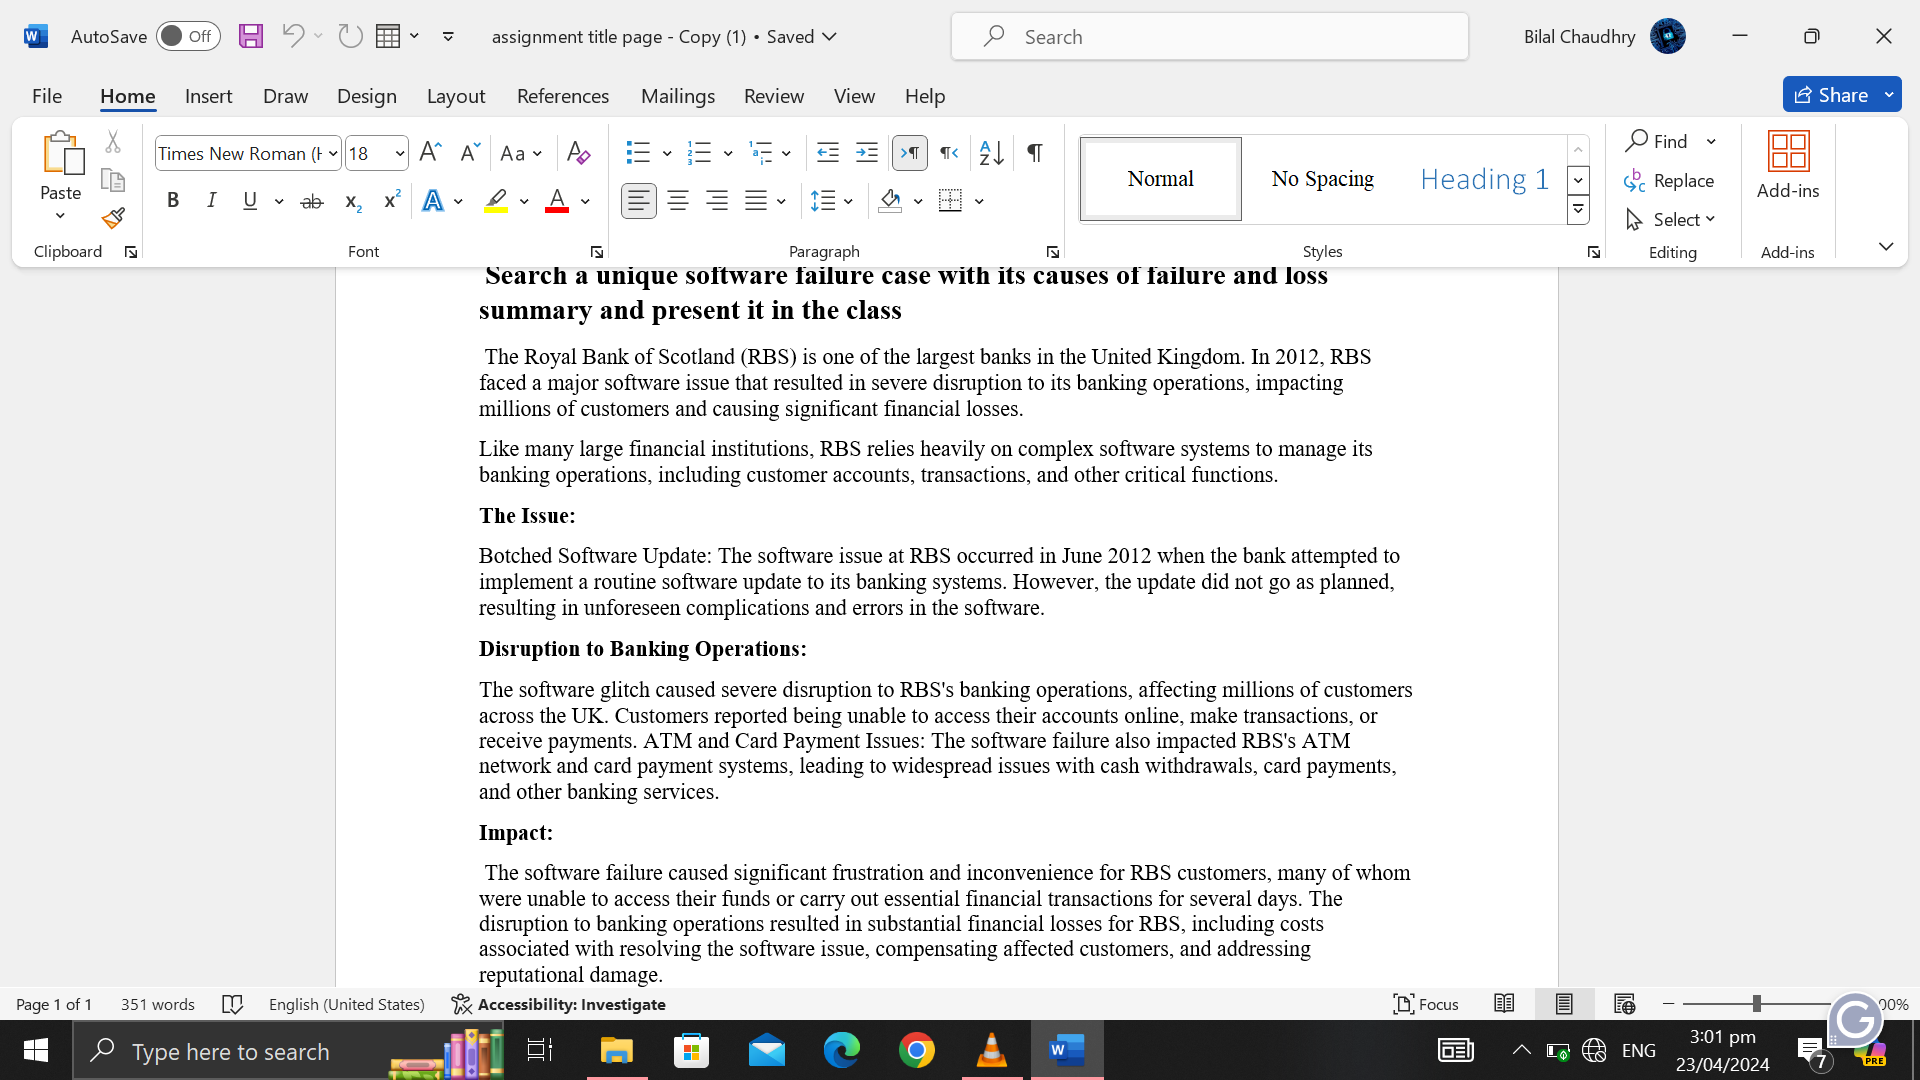 AutoSave Off assignment title page - Copy (1) • Saved Search Bilal Chaudhry
File Home Insert Draw Design Layout References Mailings Review View Help Share
Paste
Clipboard
Times New Roman (H 18
Font
Paragraph
Normal No Spacing Heading 1
Styles
Find
Replace
Select
Editing
Add-ins
Add-ins
Search a unique software failure case with its causes of failure and loss
summary and present it in the class
The Royal Bank of Scotland (RBS) is one of the largest banks in the United Kingdom. In 2012, RBS
faced a major software issue that resulted in severe disruption to its banking operations, impacting
millions of customers and causing significant financial losses.
Like many large financial institutions, RBS relies heavily on complex software systems to manage its
banking operations, including customer accounts, transactions, and other critical functions.
The Issue:
Botched Software Update: The software issue at RBS occurred in June 2012 when the bank attempted to
implement a routine software update to its banking systems. However, the update did not go as planned,
resulting in unforeseen complications and errors in the software.
Disruption to Banking Operations:
The software glitch caused severe disruption to RBS's banking operations, affecting millions of customers
across the UK. Customers reported being unable to access their accounts online, make transactions, or
receive payments. ATM and Card Payment Issues: The software failure also impacted RBS's ATM
network and card payment systems, leading to widespread issues with cash withdrawals, card payments,
and other banking services.
Impact:
The software failure caused significant frustration and inconvenience for RBS customers, many of whom
were unable to access their funds or carry out essential financial transactions for several days. The
disruption to banking operations resulted in substantial financial losses for RBS, including costs
associated with resolving the software issue, compensating affected customers, and addressing
reputational damage.
Page 1 of 1 351 words English (United States) Accessibility: Investigate Focus
Type here to search
ENG
3:01 pm
23/04/2024
7
PRE